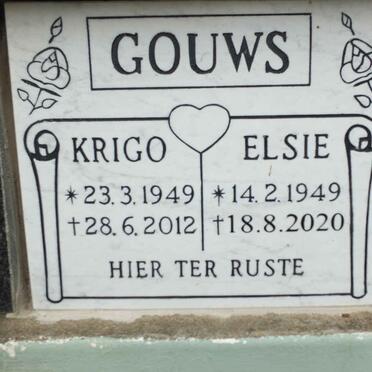 GOUWS
KRIGO ELSIE
*23.3.1949 *14.2.1949
†28.6.2012 †18.8.2020
HIER TER RUSTE